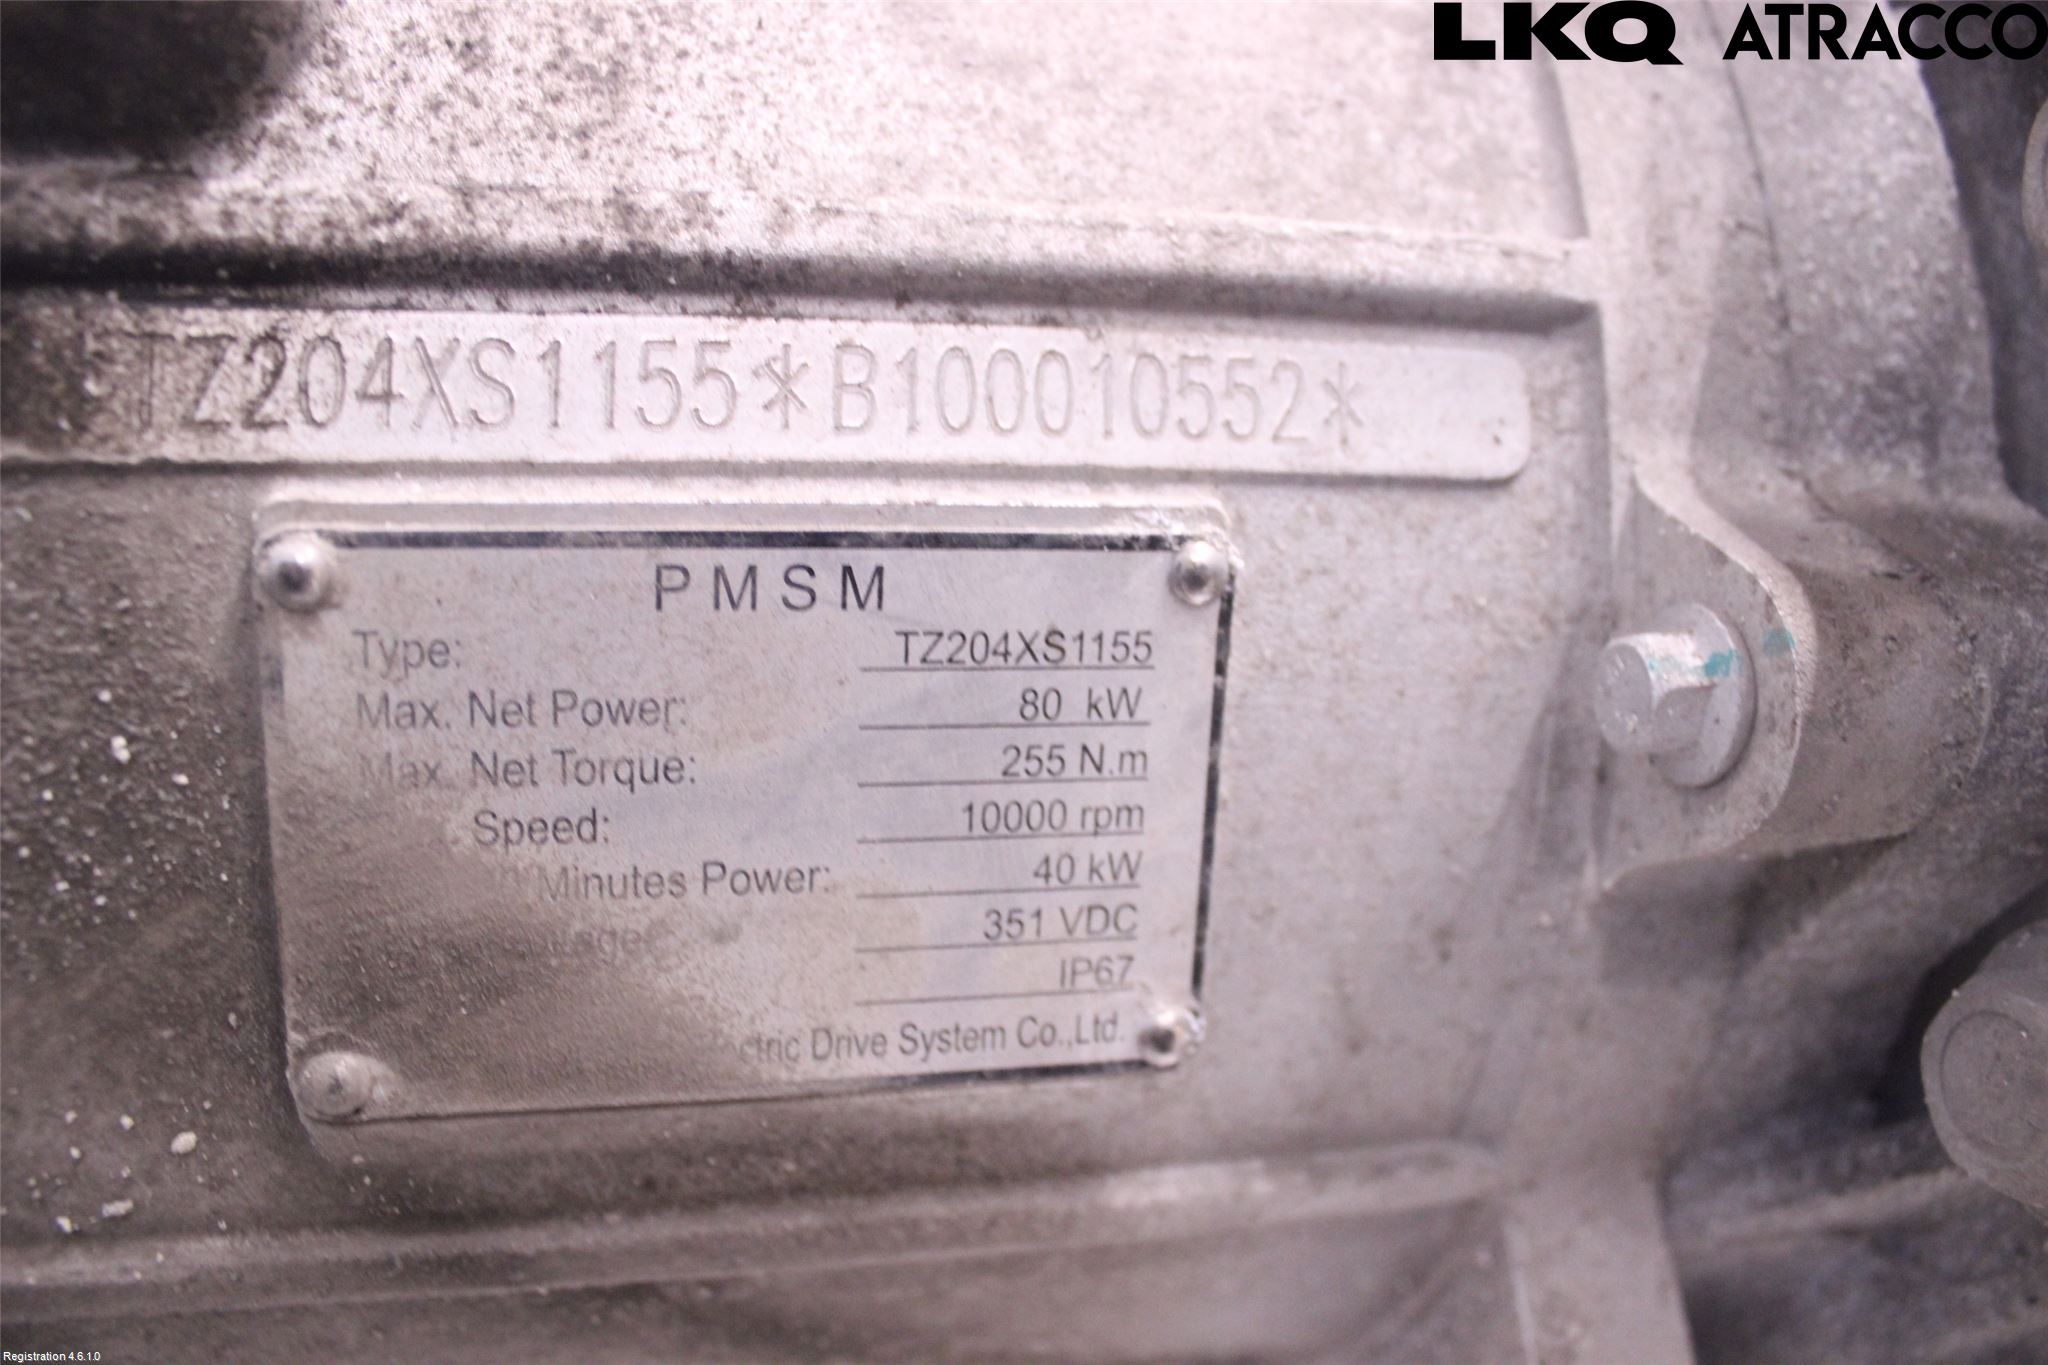 LKQ ATRACCO
TZ204XS1155*B100010552*
PMSM
Type: TZ204XS1155
Max. Net Power: 80 kW
Max. Net Torque: 255 N.m
Speed: 10000 rpm
Minutes Power: 40 kW
351 VDC
IP67
Drive System Co.,Ltd.
Registration 4.6.1.0